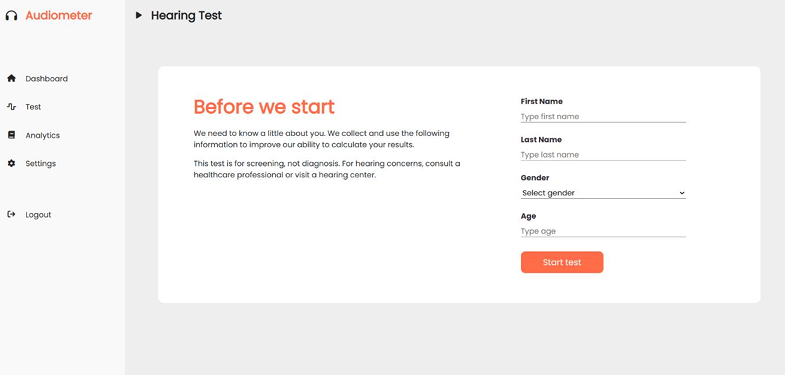 Audiometer
Hearing Test
Dashboard
Test
Analytics
Settings
Logout
Before we start
We need to know a little about you. We collect and use the following
information to improve our ability to calculate your results.
This test is for screening, not diagnosis. For hearing concerns, consult a
healthcare professional or visit a hearing center.
First Name
Type first name
Last Name
Type last name
Gender
Select gender
Age
Type age
Start test